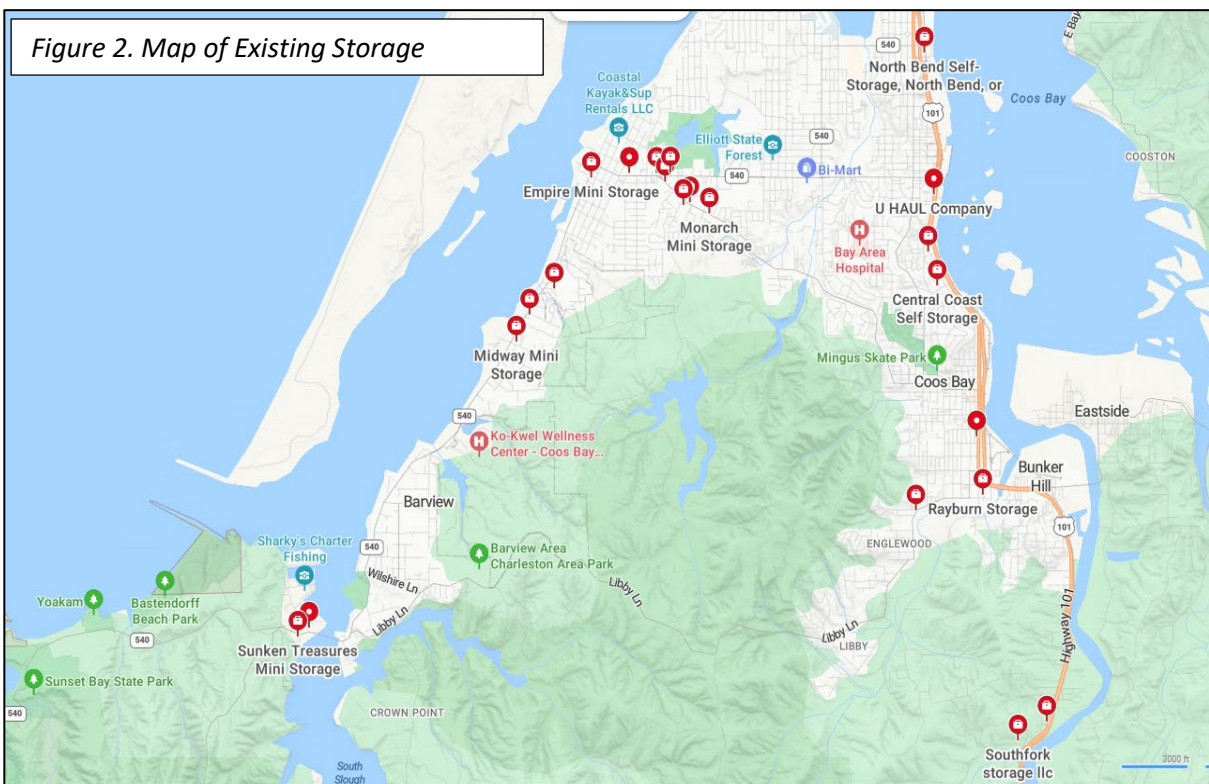 Figure 2. Map of Existing Storage
540
E Bay
North Bend Self-
Storage, North Bend, or
Coos Bay
Coastal
Kayak&Sup
Rentals LLC
101
Elliott State
Forest
540
COOSTON
Bi-Mart
540
Empire Mini Storage
U HAUL Company
Monarch
Mini Storage
H
Bay Area
Hospital
Central Coast
Self Storage
Midway Mini
Storage
Mingus Skate Park
Coos Bay
540
Eastside
H
Ko-Kwel Wellness
Center - Coos Bay...
Bunker
Hill
Barview
Rayburn Storage
101
Sharky's Charter
Fishing
540
ENGLEWOOD
Barview Area
Charleston Area Park
Wilshire Ln
Libby Ln
Yoakam
Bastendorff
Beach Park
Libby Ln
Libby Ln
Highway 101
540
LIBBY
Sunken Treasures
Mini Storage
Sunset Bay State Park
540
CROWN POINT
Southfork
storage llc
3000 ft
South
Slough